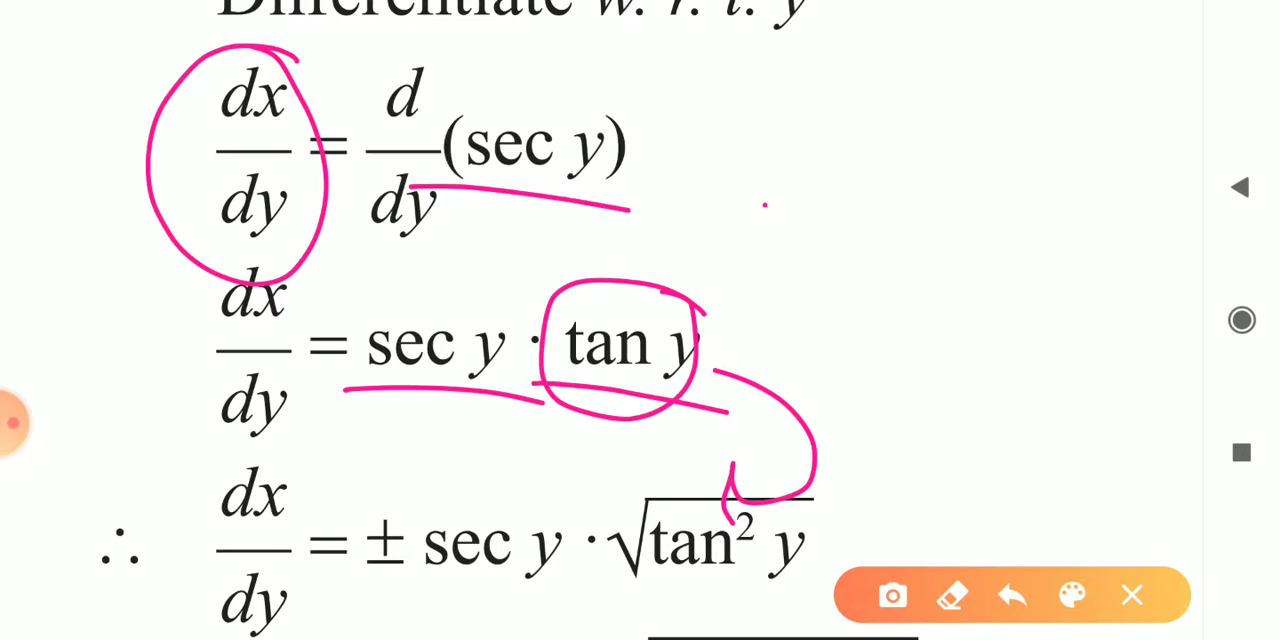 Differentiate w. r. t. y
dx/dy = d/dy (sec y)
dx/dy = sec y · tan y
∴ dx/dy = ± sec y · √(tan² y)